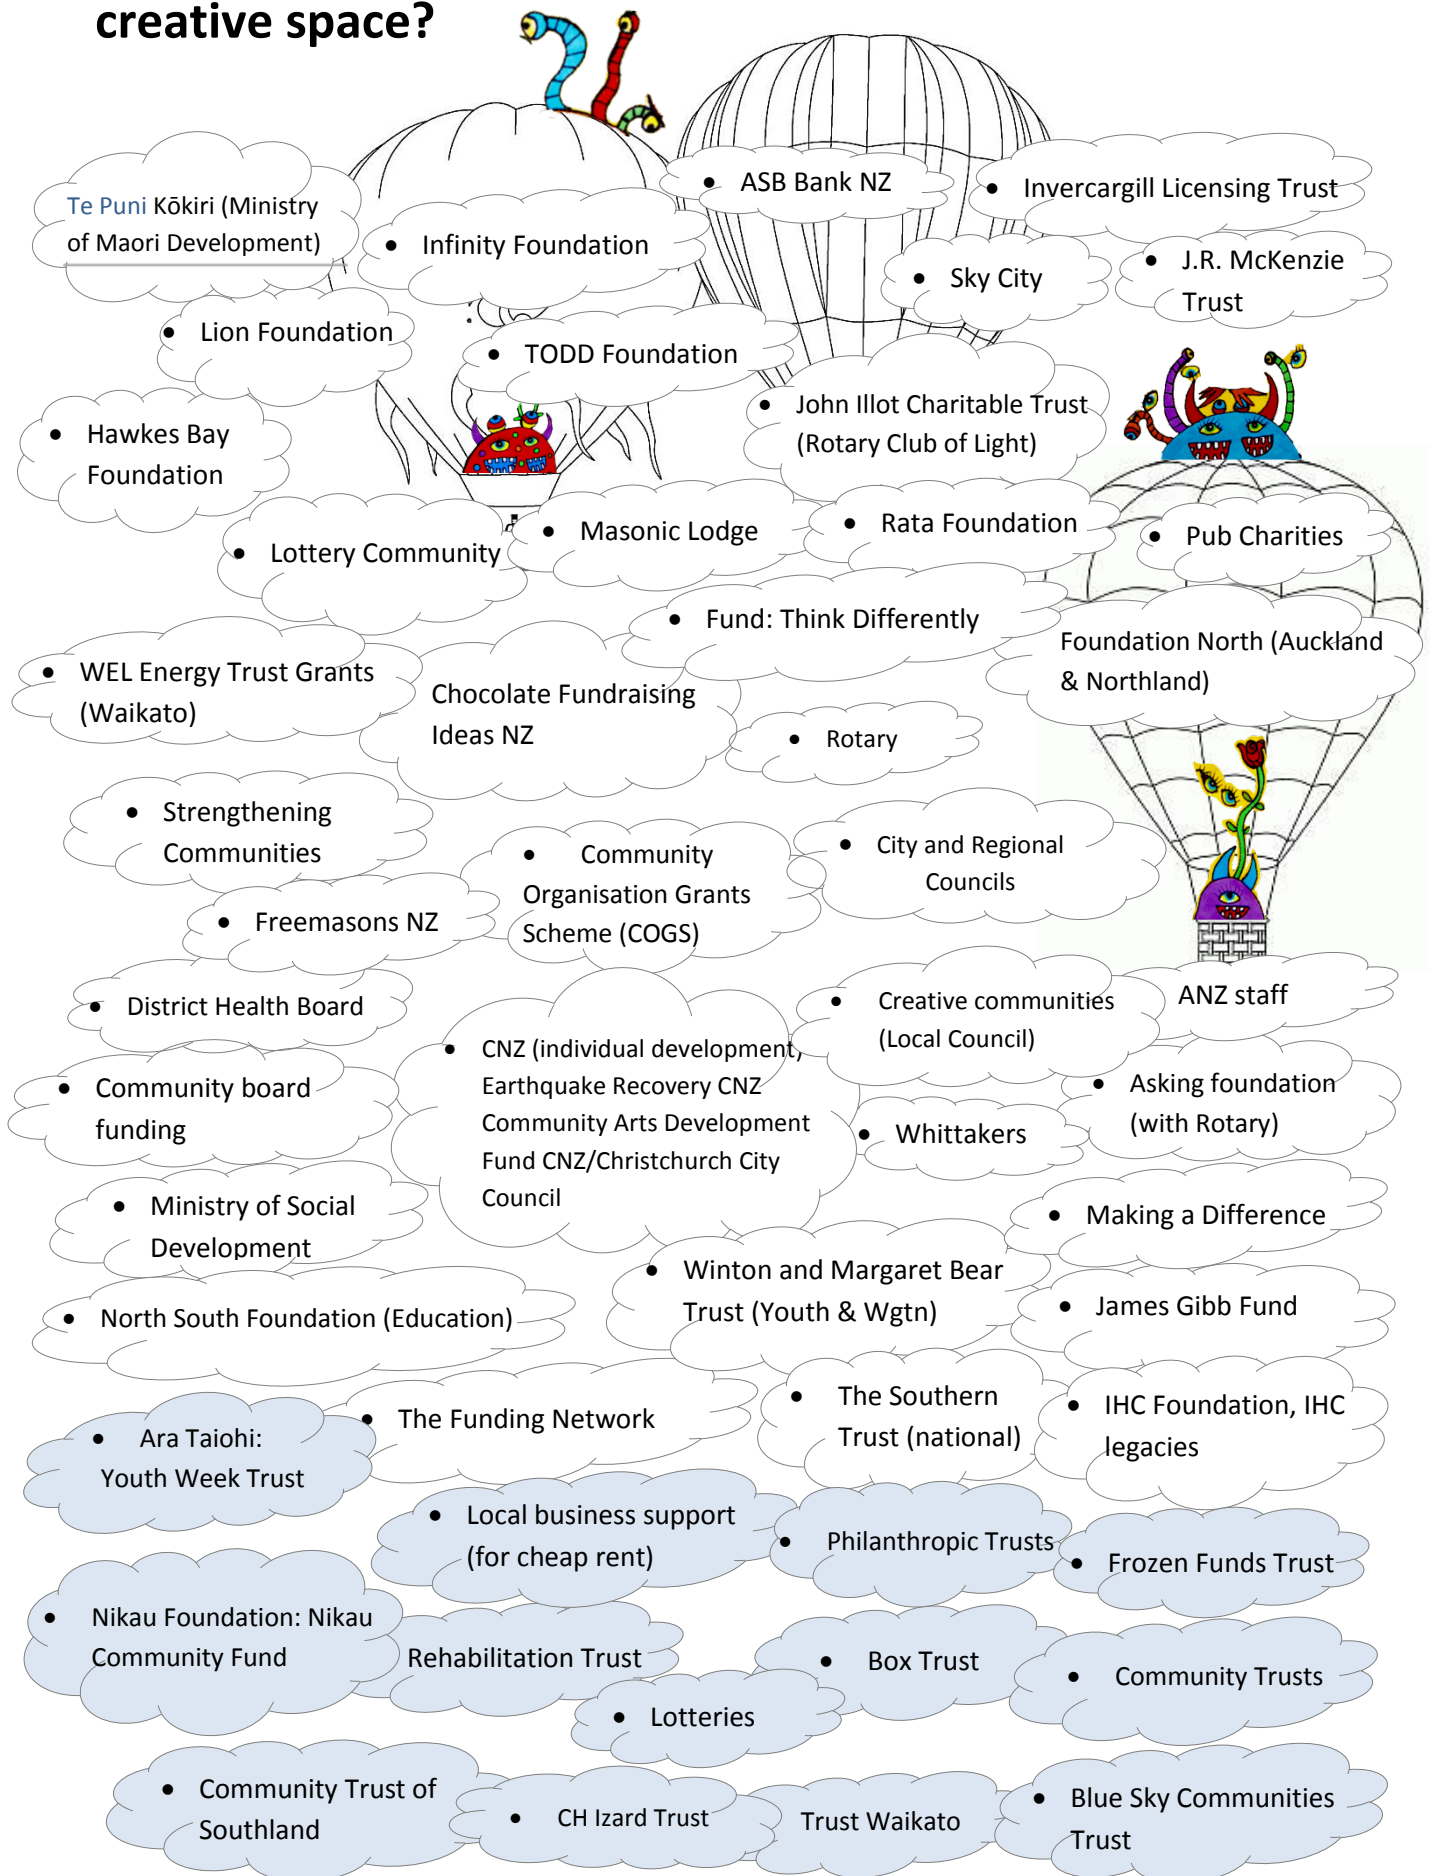 creative space?
• ASB Bank NZ
• Invercargill Licensing Trust
Te Puni Kōkiri (Ministry
of Maori Development)
• Infinity Foundation
• Sky City
• J.R. McKenzie
Trust
• Lion Foundation
• TODD Foundation
• John Illot Charitable Trust
(Rotary Club of Light)
• Hawkes Bay
Foundation
• Lottery Community
• Masonic Lodge
• Rata Foundation
• Pub Charities
• Fund: Think Differently
Foundation North (Auckland
& Northland)
• WEL Energy Trust Grants
(Waikato)
Chocolate Fundraising
Ideas NZ
• Rotary
• Strengthening
Communities
• Community
Organisation Grants
Scheme (COGS)
• City and Regional
Councils
• Freemasons NZ
• District Health Board
• Creative communities
(Local Council)
ANZ staff
• CNZ (individual development)
Earthquake Recovery CNZ
Community Arts Development
Fund CNZ/Christchurch City
Council
• Community board
funding
• Asking foundation
(with Rotary)
• Whittakers
• Ministry of Social
Development
• Making a Difference
• Winton and Margaret Bear
Trust (Youth & Wgtn)
• James Gibb Fund
• North South Foundation (Education)
• The Southern
Trust (national)
• IHC Foundation, IHC
legacies
• The Funding Network
• Ara Taiohi:
Youth Week Trust
• Local business support
(for cheap rent)
• Philanthropic Trusts
• Frozen Funds Trust
• Nikau Foundation: Nikau
Community Fund
Rehabilitation Trust
• Box Trust
• Community Trusts
• Lotteries
• Community Trust of
Southland
• CH Izard Trust
Trust Waikato
• Blue Sky Communities
Trust